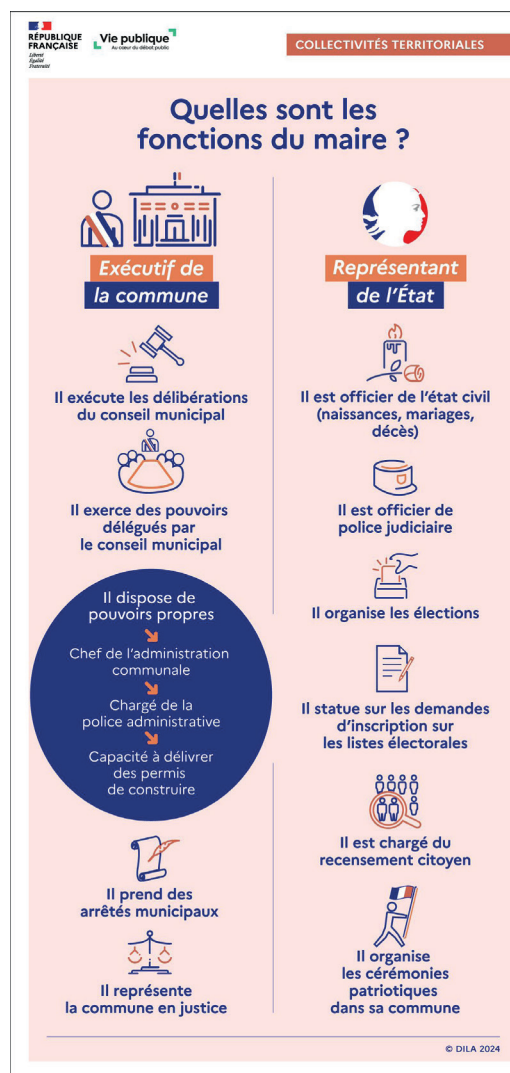 RÉPUBLIQUE
FRANÇAISE
Liberté
Égalité
Fraternité
Vie publique
Au cœur du débat public
COLLECTIVITÉS TERRITORIALES
Quelles sont les
fonctions du maire ?
Exécutif de
la commune
Il exécute les délibérations
du conseil municipal
Il exerce des pouvoirs
délégués par
le conseil municipal
Il dispose de
pouvoirs propres
Chef de l'administration
communale
Chargé de la
police administrative
Capacité à délivrer
des permis
de construire
Il prend des
arrêtés municipaux
Il représente
la commune en justice
Représentant
de l'État
Il est officier de l'état civil
(naissances, mariages,
décès)
Il est officier de
police judiciaire
Il organise les élections
Il statue sur les demandes
d'inscription sur
les listes électorales
Il est chargé du
recensement citoyen
Il organise
les cérémonies
patriotiques
dans sa commune
© DILA 2024